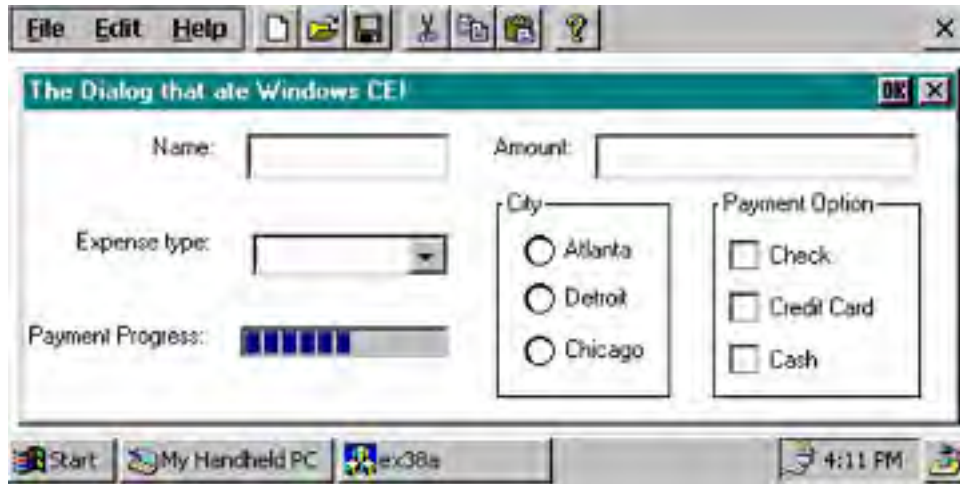 File Edit Help
The Dialog that ate Windows CE! OK
Name:
Amount:
Expense type:
City
Atlanta
Detroit
Chicago
Payment Option
Check
Credit Card
Cash
Payment Progress:
Start My Handheld PC ex38a 4:11 PM